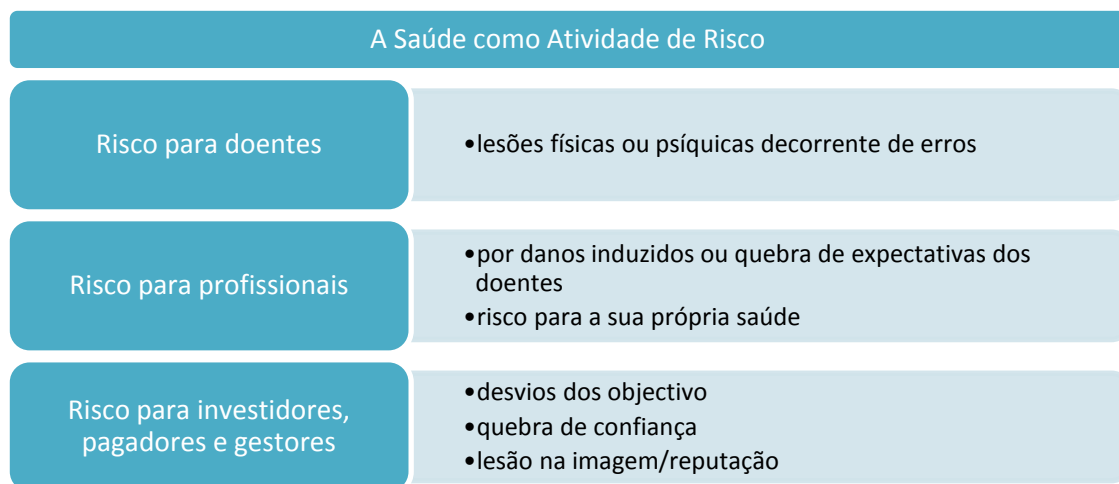 A Saúde como Atividade de Risco
Risco para doentes
•lesões físicas ou psíquicas decorrente de erros
Risco para profissionais
•por danos induzidos ou quebra de expectativas dos
doentes
•risco para a sua própria saúde
Risco para investidores,
pagadores e gestores
•desvios dos objectivo
•quebra de confiança
•lesão na imagem/reputação